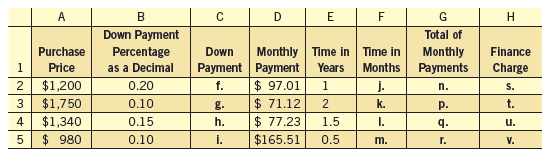 A B C D E F G H
Down Payment Total of
Purchase Percentage Down Monthly Time in Time in Monthly Finance
1 Price as a Decimal Payment Payment Years Months Payments Charge
2 $1,200 0.20 f. $ 97.01 1 j. n. s.
3 $1,750 0.10 g. $ 71.12 2 k. p. t.
4 $1,340 0.15 h. $ 77.23 1.5 l. q. u.
5 $ 980 0.10 i. $165.51 0.5 m. r. v.